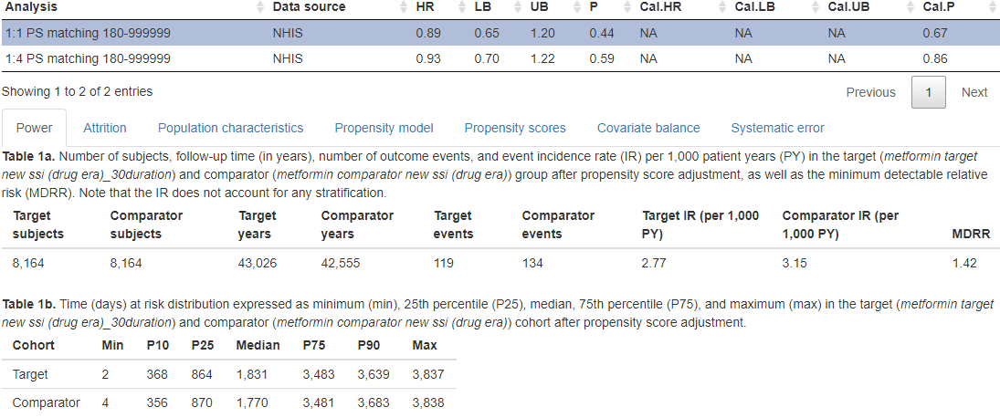 Analysis Data source HR LB UB P Cal.HR Cal.LB Cal.UB Cal.P
1:1 PS matching 180-999999 NHIS 0.89 0.65 1.20 0.44 NA NA NA 0.67
1:4 PS matching 180-999999 NHIS 0.93 0.70 1.22 0.59 NA NA NA 0.86
Showing 1 to 2 of 2 entries Previous 1 Next
Power Attrition Population characteristics Propensity model Propensity scores Covariate balance Systematic error
Table 1a. Number of subjects, follow-up time (in years), number of outcome events, and event incidence rate (IR) per 1,000 patient years (PY) in the target (metformin target
new ssi (drug era)_30duration) and comparator (metformin comparator new ssi (drug era)) group after propensity score adjustment, as well as the minimum detectable relative
risk (MDRR). Note that the IR does not account for any stratification.
Target Comparator Target Comparator Target Comparator Target IR (per 1,000 Comparator IR (per
subjects subjects years years events events PY) 1,000 PY) MDRR
8,164 8,164 43,026 42,555 119 134 2.77 3.15 1.42
Table 1b. Time (days) at risk distribution expressed as minimum (min), 25th percentile (P25), median, 75th percentile (P75), and maximum (max) in the target (metformin target
new ssi (drug era)_30duration) and comparator (metformin comparator new ssi (drug era)) cohort after propensity score adjustment.
Cohort Min P10 P25 Median P75 P90 Max
Target 2 368 864 1,831 3,483 3,639 3,837
Comparator 4 356 870 1,770 3,481 3,683 3,838